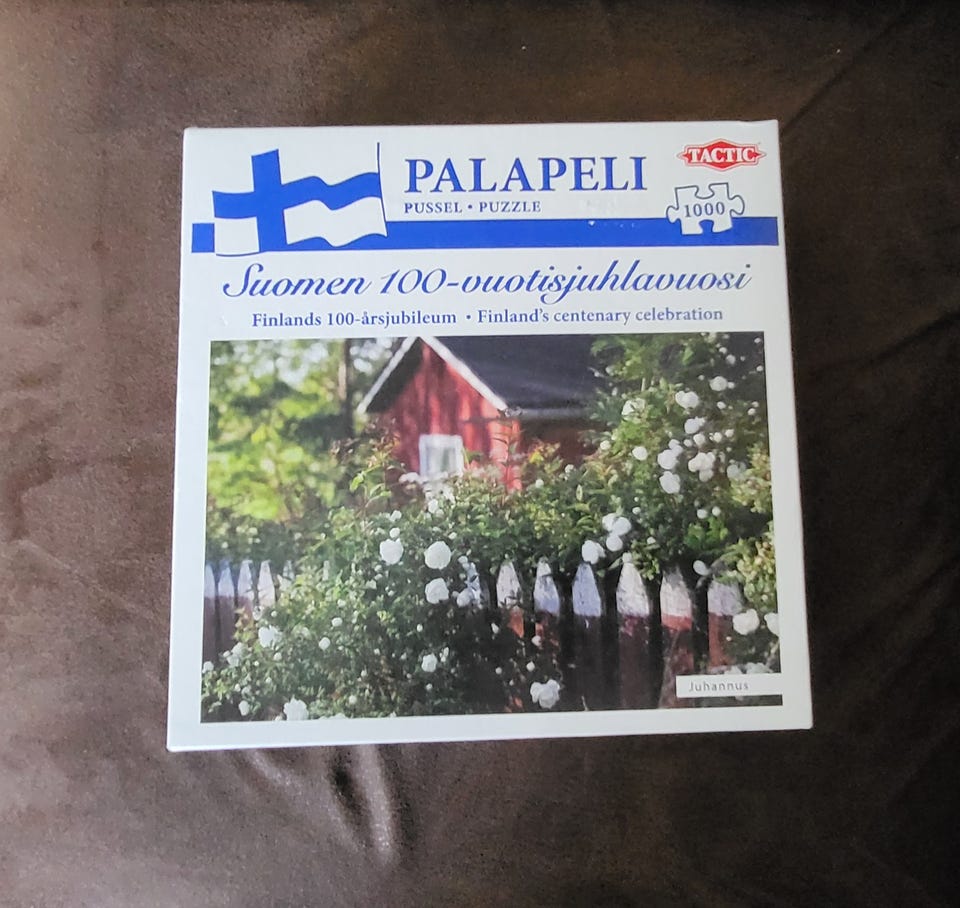 PALAPELI
TACTIC
PUSSEL • PUZZLE
1000
Suomen 100-vuotisjuhlavuosi
Finlands 100-årsjubileum • Finland's centenary celebration
Juhannus